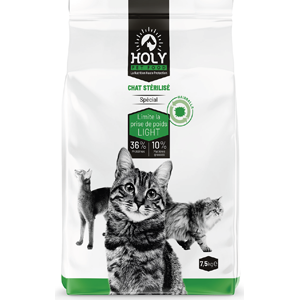 HOLY
PET FOOD
CHAT STÉRILISÉ
Spécial
Limite la
prise de poids
LIGHT
36% 10%
7,5kg